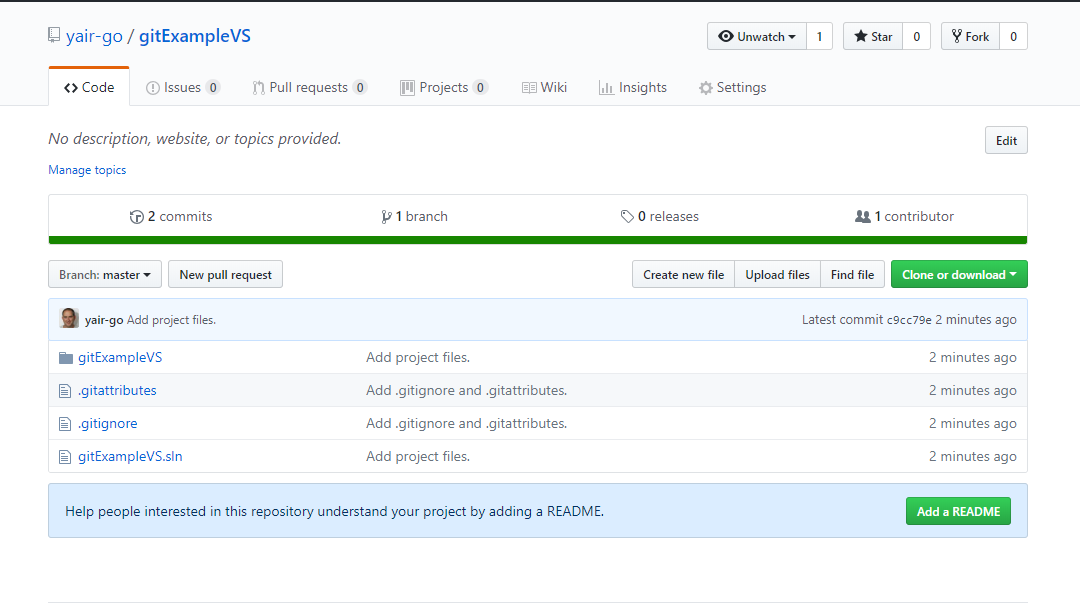 yair-go / gitExampleVS
Unwatch 1 Star 0 Fork 0
Code Issues 0 Pull requests 0 Projects 0 Wiki Insights Settings
No description, website, or topics provided.
Edit
Manage topics
2 commits 1 branch 0 releases 1 contributor
Branch: master New pull request Create new file Upload files Find file Clone or download
yair-go Add project files. Latest commit c9cc79e 2 minutes ago
gitExampleVS Add project files. 2 minutes ago
.gitattributes Add .gitignore and .gitattributes. 2 minutes ago
.gitignore Add .gitignore and .gitattributes. 2 minutes ago
gitExampleVS.sln Add project files. 2 minutes ago
Help people interested in this repository understand your project by adding a README. Add a README